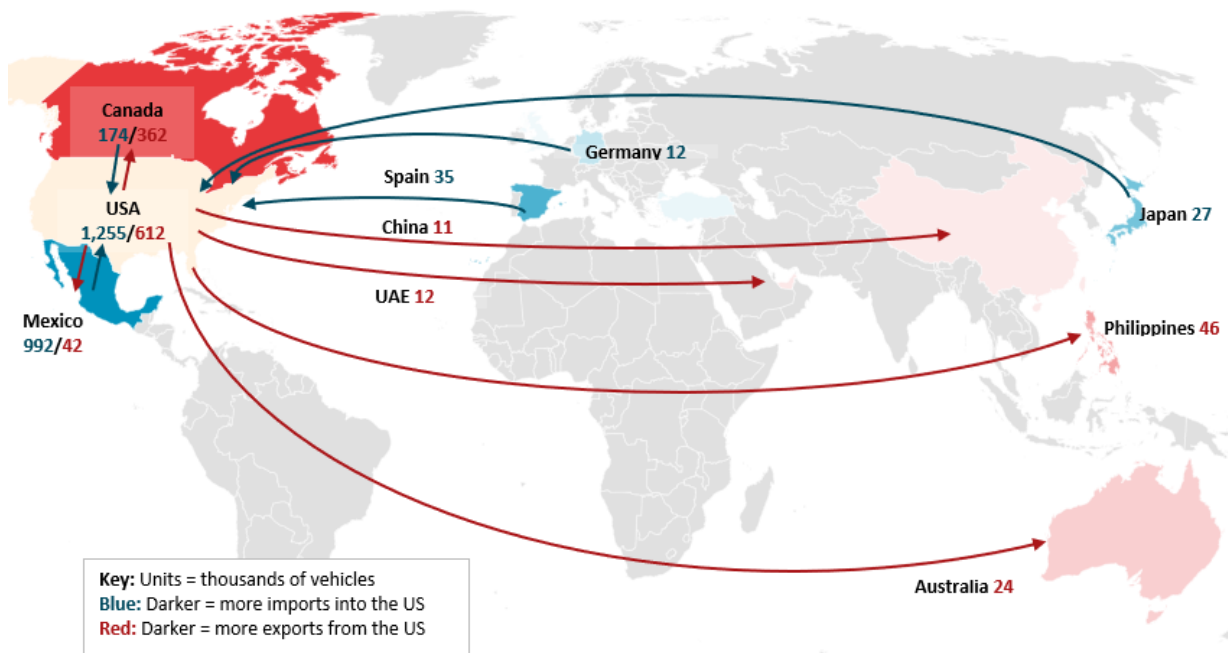 Canada
174/362
Germany 12
Spain 35
USA
1,255/612
China 11
Japan 27
UAE 12
Mexico
992/42
Philippines 46
Key: Units = thousands of vehicles
Blue: Darker = more imports into the US
Red: Darker = more exports from the US
Australia 24